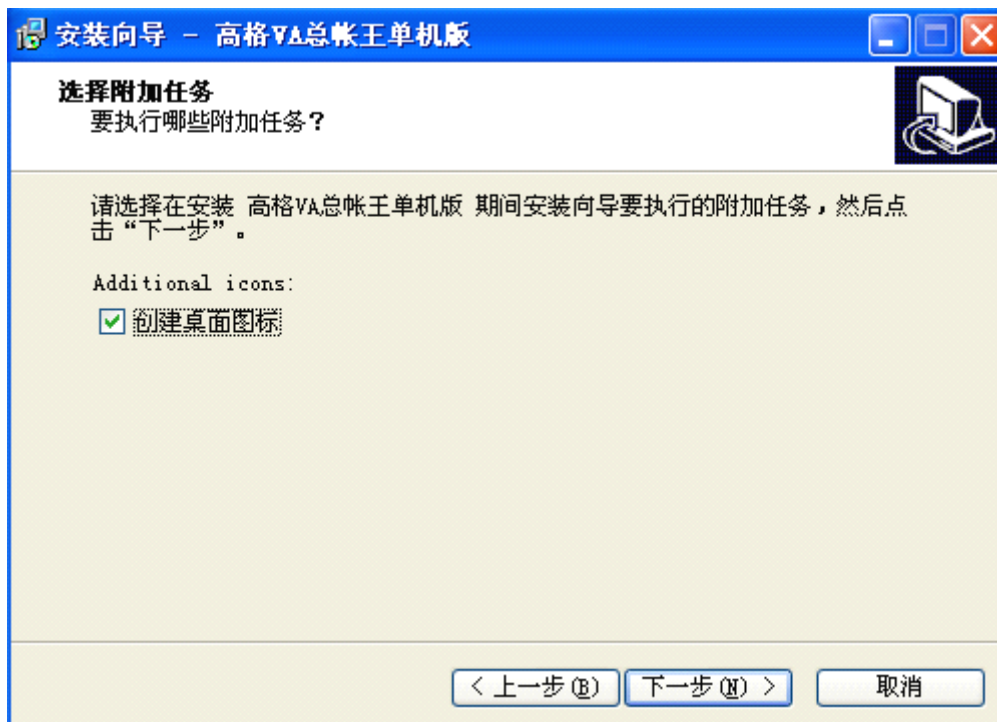 安装向导 - 高格VA总帐王单机版
选择附加任务
要执行哪些附加任务？
请选择在安装 高格VA总帐王单机版 期间安装向导要执行的附加任务，然后点
击“下一步”。
Additional icons:
创建桌面图标
< 上一步(B) 下一步(N) > 取消